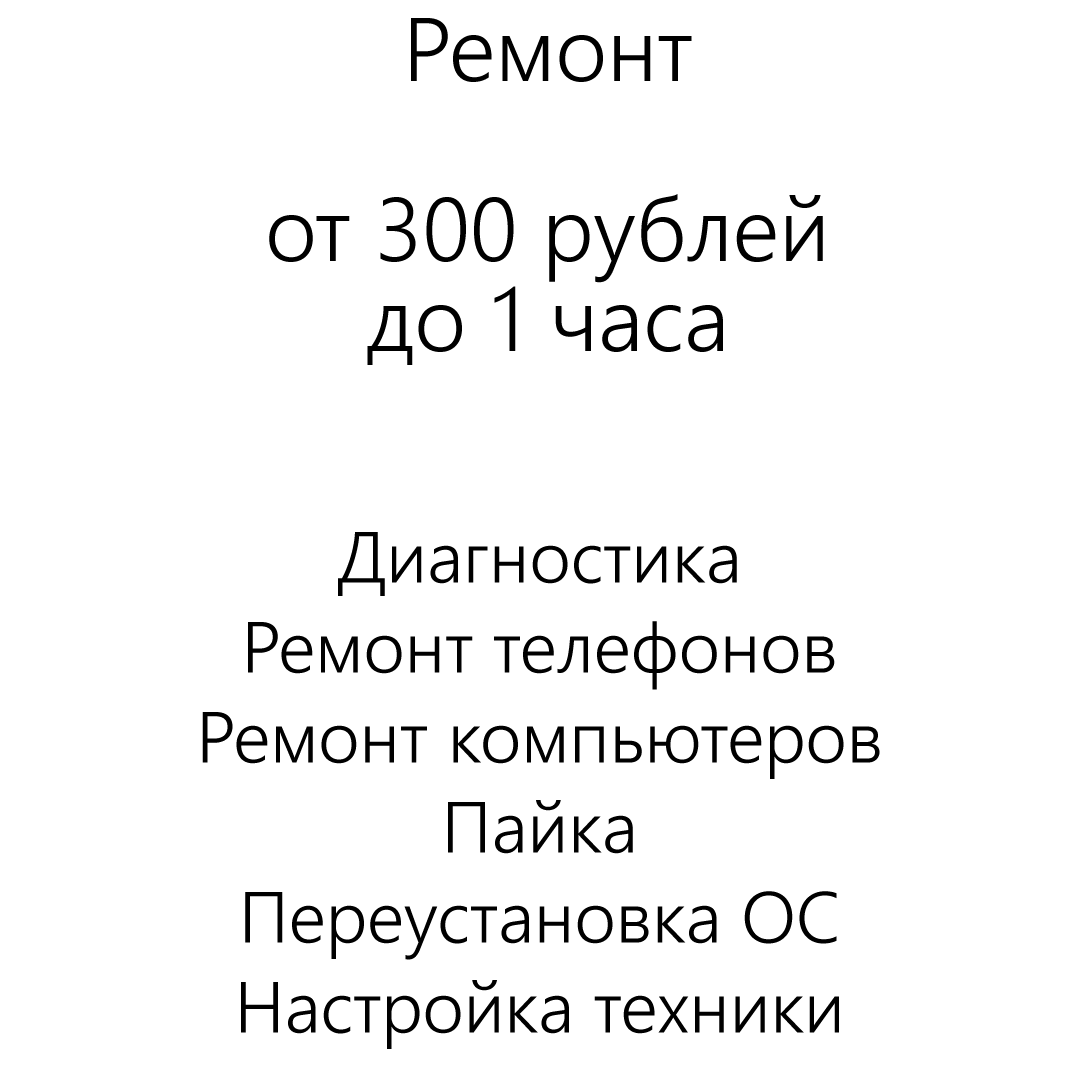 Ремонт
от 300 рублей
до 1 часа
Диагностика
Ремонт телефонов
Ремонт компьютеров
Пайка
Переустановка ОС
Настройка техники